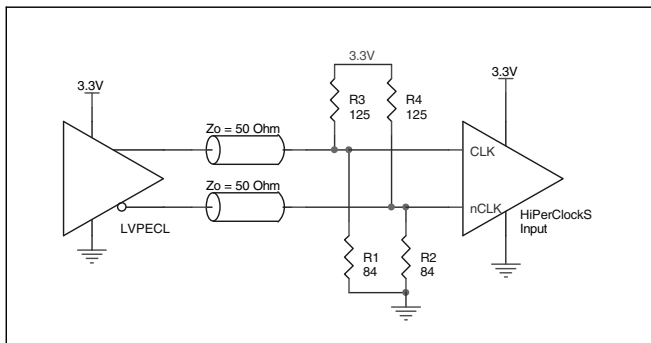 3.3V
3.3V
3.3V
R3
125
R4
125
Zo = 50 Ohm
CLK
Zo = 50 Ohm
nCLK
LVPECL
HiPerClockS
Input
R1
84
R2
84